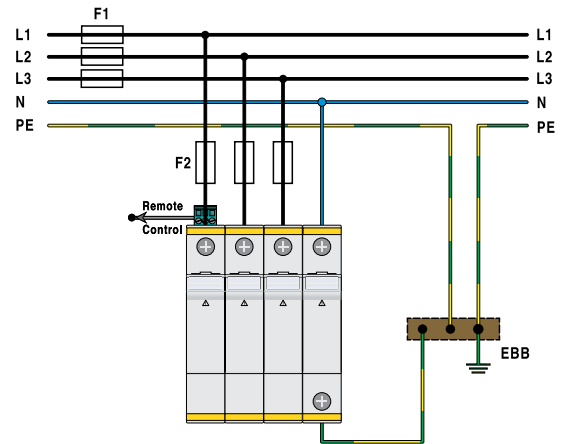 F1
L1 L1
L2 L2
L3 L3
N N
PE PE
F2
Remote
Control
EBB